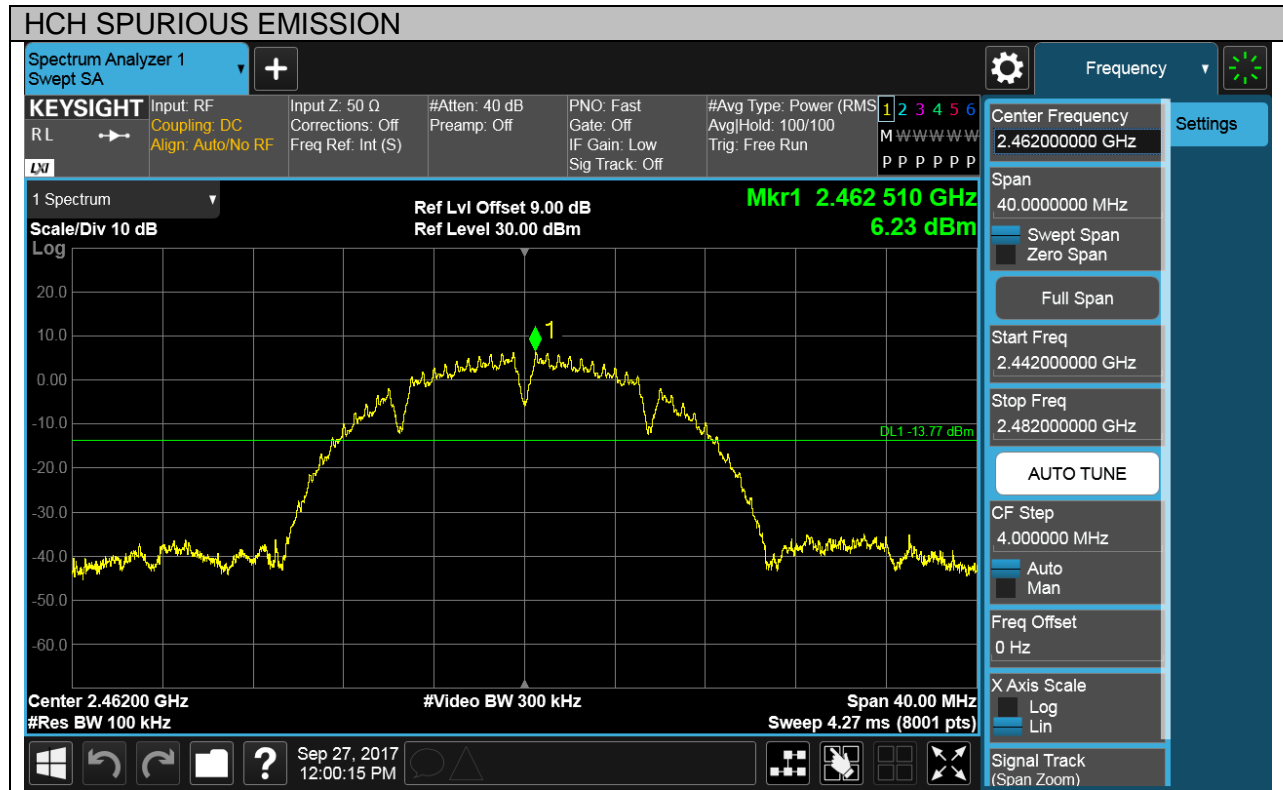 HCH SPURIOUS EMISSION
Spectrum Analyzer 1
Swept SA
Frequency
KEYSIGHT
RL
LXI
Input: RF
Coupling: DC
Align: Auto/No RF
Input Z: 50 Ω
Corrections: Off
Freq Ref: Int (S)
#Atten: 40 dB
Preamp: Off
PNO: Fast
Gate: Off
IF Gain: Low
Sig Track: Off
#Avg Type: Power (RMS
Avg|Hold: 100/100
Trig: Free Run
1 2 3 4 5 6
M W W W W W
P P P P P P
1 Spectrum
Scale/Div 10 dB
Ref Lvl Offset 9.00 dB
Ref Level 30.00 dBm
Mkr1 2.462 510 GHz
6.23 dBm
Log
20.0
10.0
0.00
-10.0
-20.0
-30.0
-40.0
-50.0
-60.0
1
DL1 -13.77 dBm
Center 2.46200 GHz
#Res BW 100 kHz
#Video BW 300 kHz
Span 40.00 MHz
Sweep 4.27 ms (8001 pts)
Center Frequency
2.462000000 GHz
Settings
Span
40.0000000 MHz
Swept Span
Zero Span
Full Span
Start Freq
2.442000000 GHz
Stop Freq
2.482000000 GHz
AUTO TUNE
CF Step
4.000000 MHz
Auto
Man
Freq Offset
0 Hz
X Axis Scale
Log
Lin
Signal Track
(Span Zoom)
?
Sep 27, 2017
12:00:15 PM